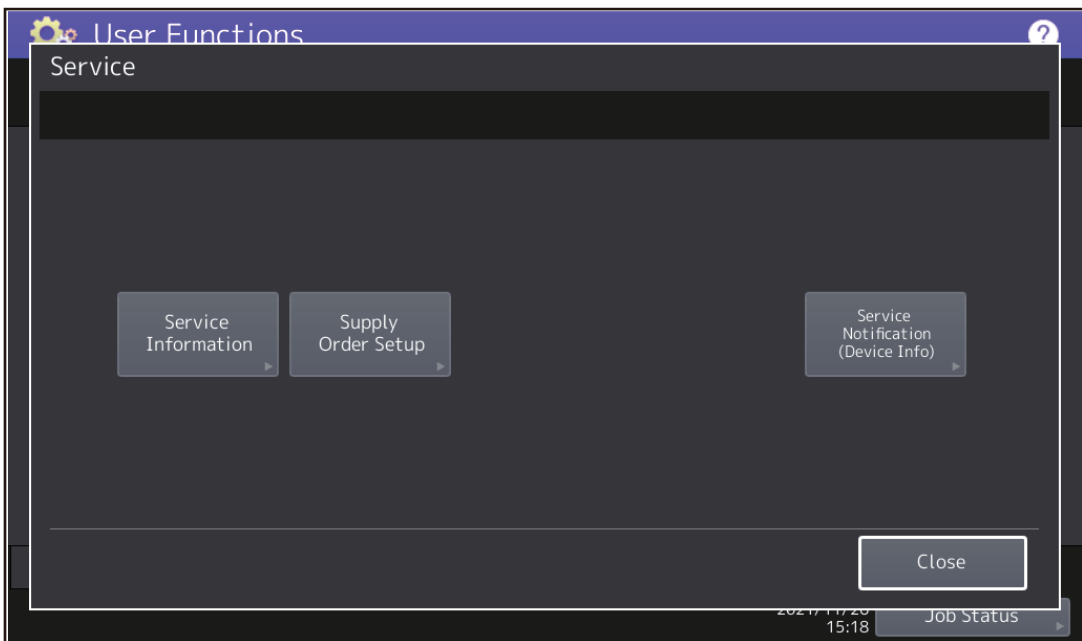 User Functions
?
Service
Service
Information
Supply
Order Setup
Service
Notification
(Device Info)
Close
15:18
Job Status